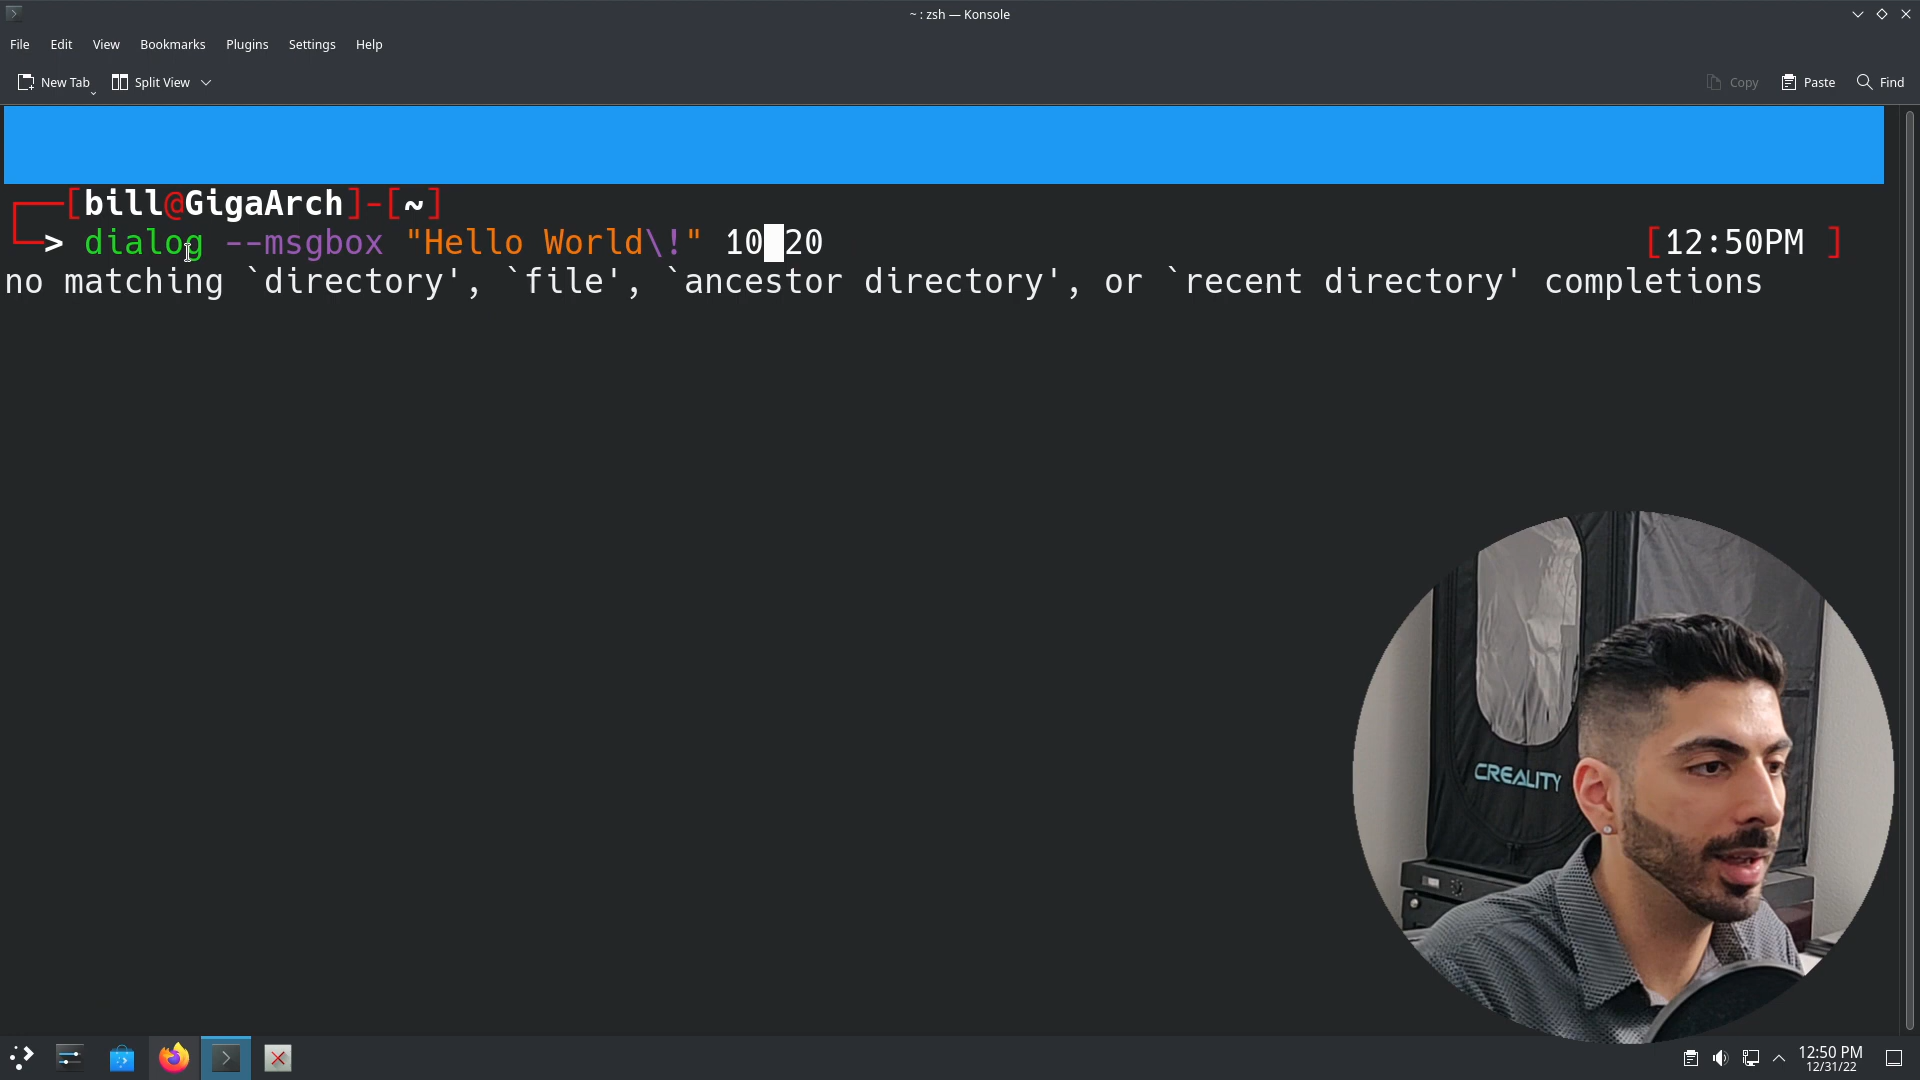 ~ : zsh — Konsole
File Edit View Bookmarks Plugins Settings Help
New Tab Split View Copy Paste Find
[bill@GigaArch]-[~]
> dialog --msgbox "Hello World\!" 10 20 [12:50PM ]
no matching `directory', `file', `ancestor directory', or `recent directory' completions
CREALITY
12:50 PM
12/31/22